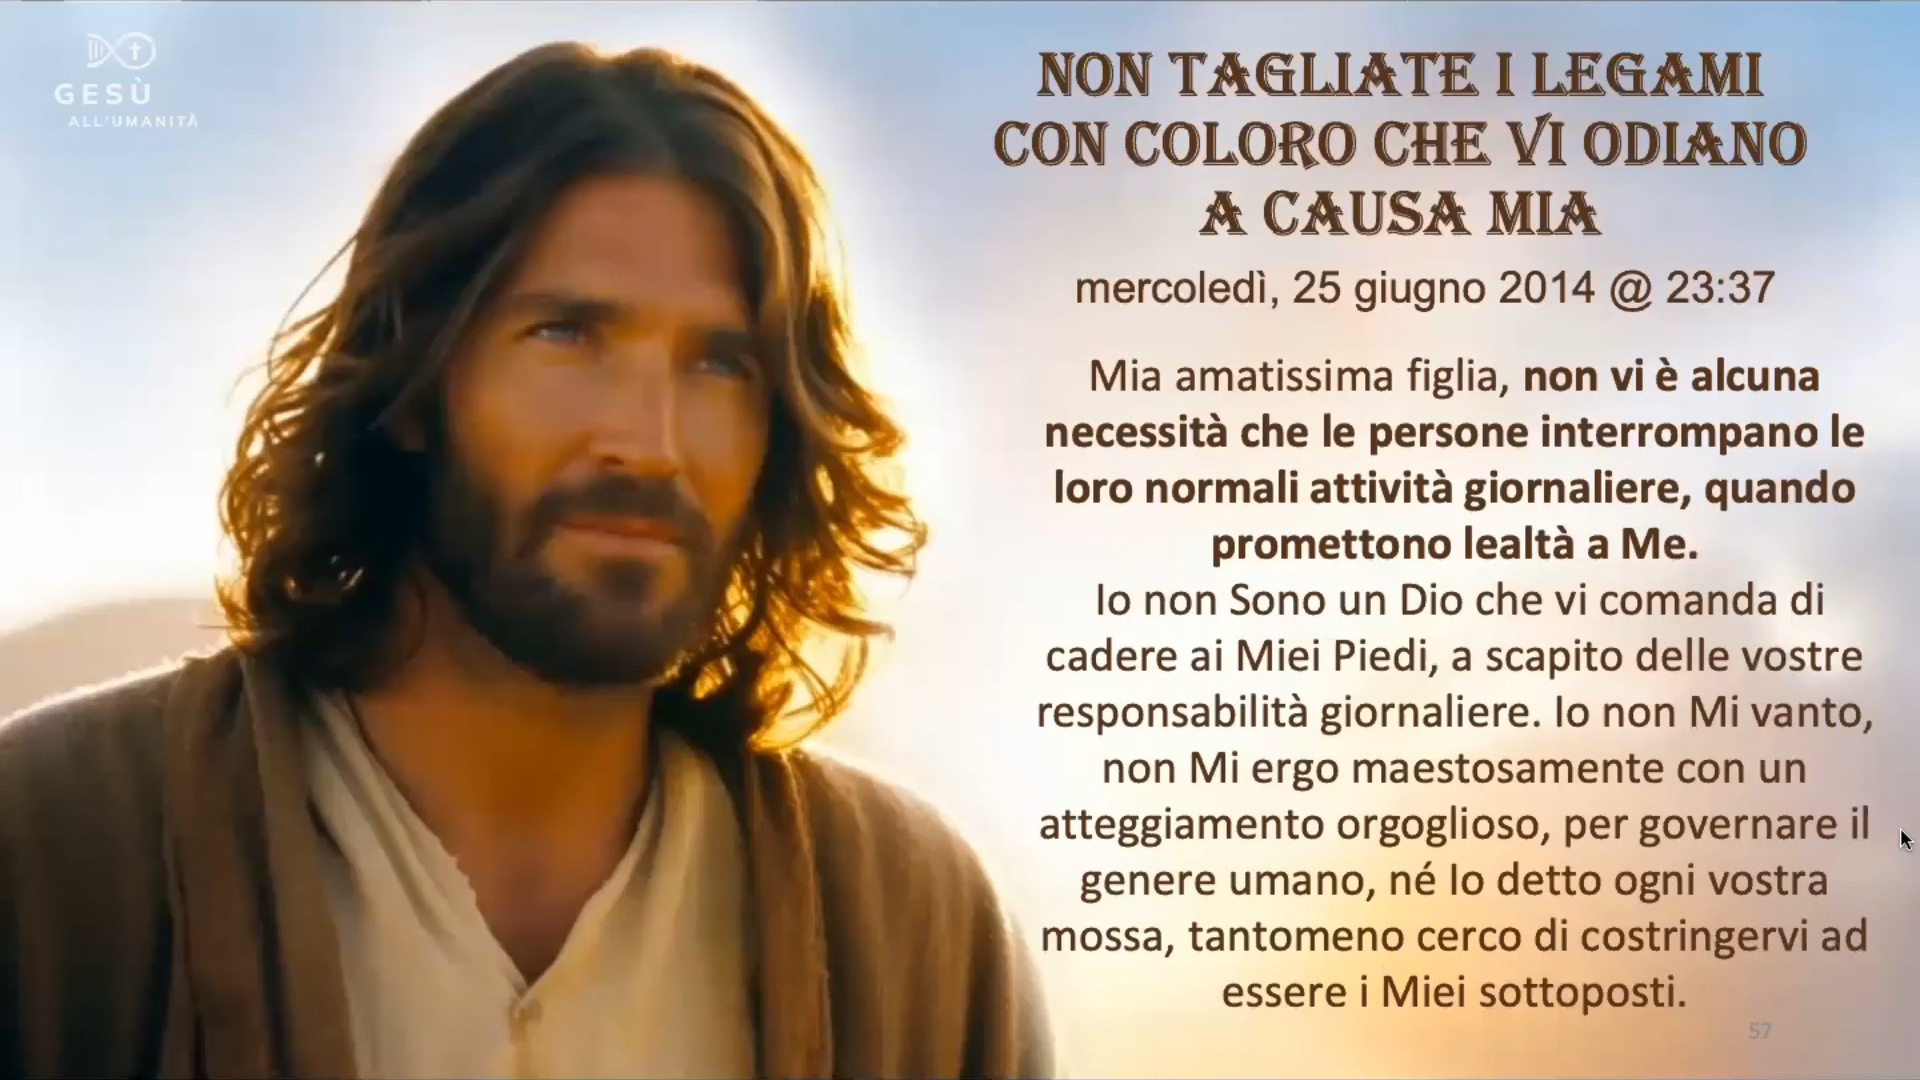 GESÙ
ALL'UMANITÀ
NON TAGLIATE I LEGAMI
CON COLORO CHE VI ODIANO
A CAUSA MIA
mercoledì, 25 giugno 2014 @ 23:37
Mia amatissima figlia, non vi è alcuna
necessità che le persone interrompano le
loro normali attività giornaliere, quando
promettono lealtà a Me.
Io non Sono un Dio che vi comanda di
cadere ai Miei Piedi, a scapito delle vostre
responsabilità giornaliere. Io non Mi vanto,
non Mi ergo maestosamente con un
atteggiamento orgoglioso, per governare il
genere umano, né Io detto ogni vostra
mossa, tantomeno cerco di costringervi ad
essere i Miei sottoposti.
57